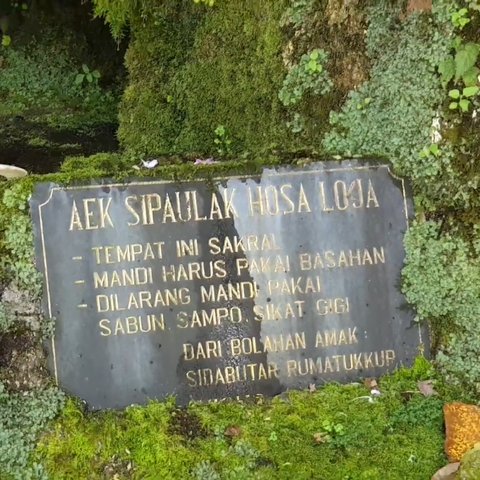 AEK SIPAULAK HOSA LOJA
- TEMPAT INI SAKRAL
- MANDI HARUS PAKAI BASAHAN
- DILARANG MANDI PAKAI
SABUN, SAMPO, SIKAT GIGI
DARI BOLAHAN AMAK
SIDABUTAR RUMATUKKUP